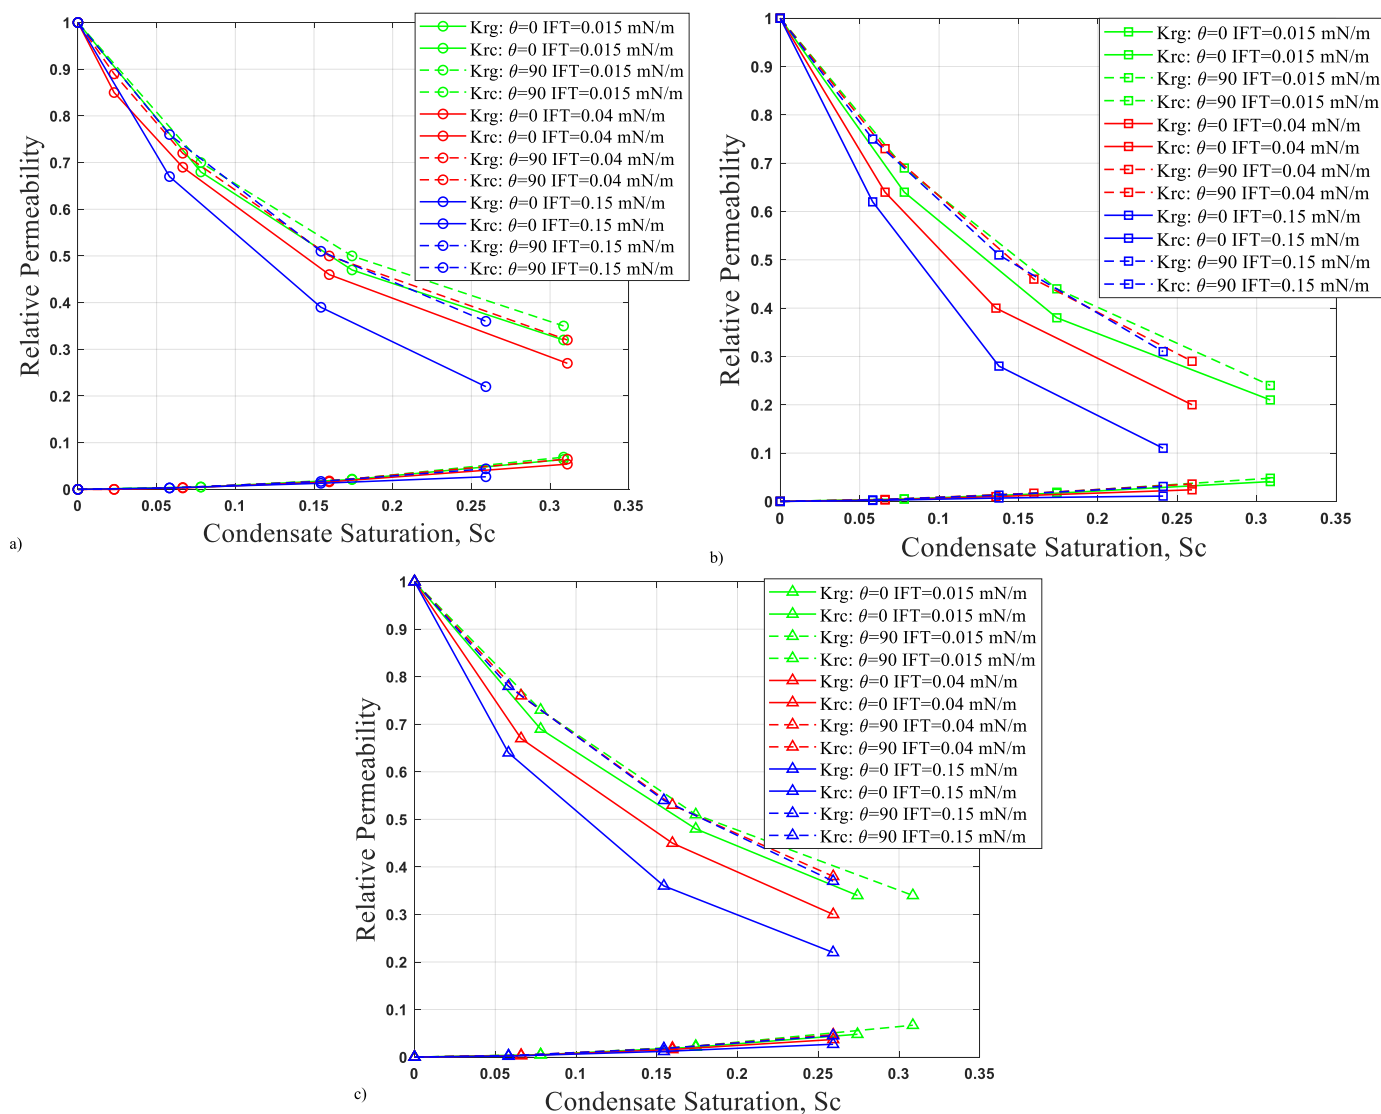 1
0.9
0.8
0.7
0.6
0.5
0.4
0.3
0.2
0.1
0
Relative Permeability
0 0.05 0.1 0.15 0.2 0.25 0.3 0.35
Condensate Saturation, Sc
a)
Krg: θ=0 IFT=0.015 mN/m
Krc: θ=0 IFT=0.015 mN/m
Krg: θ=90 IFT=0.015 mN/m
Krc: θ=90 IFT=0.015 mN/m
Krg: θ=0 IFT=0.04 mN/m
Krc: θ=0 IFT=0.04 mN/m
Krg: θ=90 IFT=0.04 mN/m
Krc: θ=90 IFT=0.04 mN/m
Krg: θ=0 IFT=0.15 mN/m
Krc: θ=0 IFT=0.15 mN/m
Krg: θ=90 IFT=0.15 mN/m
Krc: θ=90 IFT=0.15 mN/m
1
0.9
0.8
0.7
0.6
0.5
0.4
0.3
0.2
0.1
0
Relative Permeability
0 0.05 0.1 0.15 0.2 0.25 0.3 0.35
Condensate Saturation, Sc
b)
Krg: θ=0 IFT=0.015 mN/m
Krc: θ=0 IFT=0.015 mN/m
Krg: θ=90 IFT=0.015 mN/m
Krc: θ=90 IFT=0.015 mN/m
Krg: θ=0 IFT=0.04 mN/m
Krc: θ=0 IFT=0.04 mN/m
Krg: θ=90 IFT=0.04 mN/m
Krc: θ=90 IFT=0.04 mN/m
Krg: θ=0 IFT=0.15 mN/m
Krc: θ=0 IFT=0.15 mN/m
Krg: θ=90 IFT=0.15 mN/m
Krc: θ=90 IFT=0.15 mN/m
1
0.9
0.8
0.7
0.6
0.5
0.4
0.3
0.2
0.1
0
Relative Permeability
0 0.05 0.1 0.15 0.2 0.25 0.3 0.35
Condensate Saturation, Sc
c)
Krg: θ=0 IFT=0.015 mN/m
Krc: θ=0 IFT=0.015 mN/m
Krg: θ=90 IFT=0.015 mN/m
Krc: θ=90 IFT=0.015 mN/m
Krg: θ=0 IFT=0.04 mN/m
Krc: θ=0 IFT=0.04 mN/m
Krg: θ=90 IFT=0.04 mN/m
Krc: θ=90 IFT=0.04 mN/m
Krg: θ=0 IFT=0.15 mN/m
Krc: θ=0 IFT=0.15 mN/m
Krg: θ=90 IFT=0.15 mN/m
Krc: θ=90 IFT=0.15 mN/m